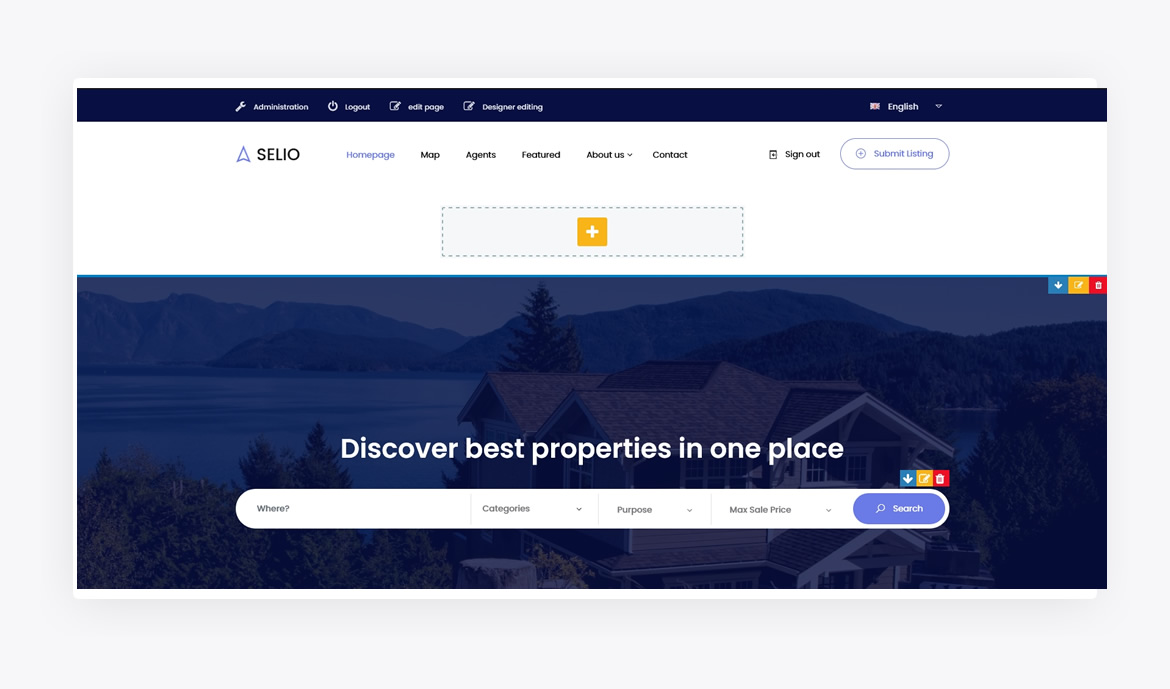 Administration Logout edit page Designer editing English
SELIO Homepage Map Agents Featured About us Contact Sign out Submit Listing
Discover best properties in one place
Where? Categories Purpose Max Sale Price Search